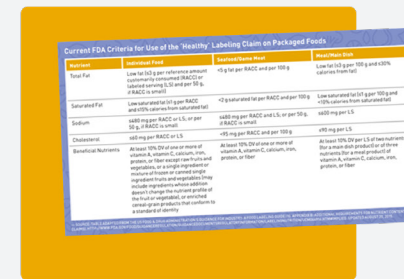 Current FDA Criteria for Use of the 'Healthy' Labeling Claim on Packaged Foods
Nutrient Individual Food Seafood/Game Meat Meal/Main Dish
Total Fat
Low fat (≤3 g per reference amount
customarily consumed (RACC) or
labeled serving (LS) and per 50 g,
if RACC is small)
<5 g fat per RACC and per 100 g
Low fat (≤3 g per 100 g and ≤30%
calories from fat)
Saturated Fat
Low saturated fat (≤1 g per RACC
and ≤15% calories from saturated fat)
<2 g saturated fat per RACC and per 100 g
Low saturated fat (≤1 g per 100 g and
<10% calories from saturated fat)
Sodium
≤480 mg per RACC or LS, or per
50 g, if RACC is small
≤480 mg per RACC and LS, or per 50 g,
if RACC is small
≤600 mg per LS
Cholesterol
≤60 mg per RACC or LS
<95 mg per RACC and per 100 g
≤90 mg per LS
Beneficial Nutrients
At least 10% DV of one or more of
vitamin A, vitamin C, calcium, iron,
protein, or fiber except raw fruits and
vegetables, or a single ingredient or
mixture of frozen or canned single
ingredient fruits and vegetables (may
include ingredients whose addition
doesn't change the nutrient profile of
the fruit or vegetable), or enriched
cereal-grain products that conform to
a standard of identity
At least 10% DV of one or more of
vitamin A, vitamin C, calcium, iron,
protein, or fiber
At least 10% DV per LS of two nutrients
(for a main dish product) or of three
nutrients (for a meal product) of
vitamin A, vitamin C, calcium, iron,
protein, or fiber